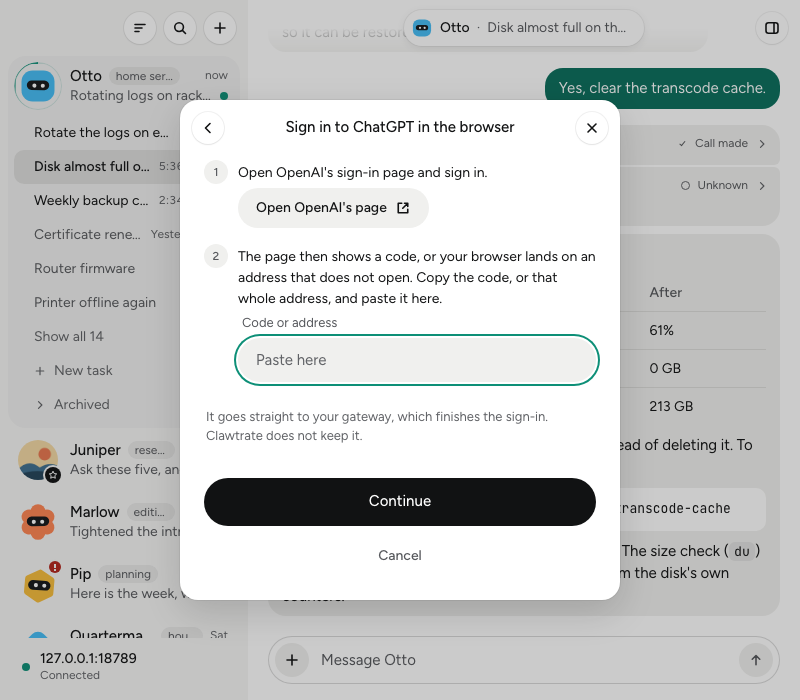 Otto home ser... now
Rotating logs on rack...
Rotate the logs on e...
Disk almost full o... 5:36
Weekly backup c... 2:34
Certificate rene... Yeste
Router firmware
Printer offline again
Show all 14
New task
Archived
Juniper rese...
Ask these five, an
Marlow editi...
Tightened the intr
Pip planning
Here is the week,
Quarterma hou... Sat
127.0.0.1:18789
Connected
so it can be restor
Otto · Disk almost full on th...
Yes, clear the transcode cache.
Call made
Unknown
After
61%
0 GB
213 GB
ead of deleting it. To
transcode-cache
The size check (du)
m the disk's own
counters.
Message Otto
Sign in to ChatGPT in the browser
1 Open OpenAI's sign-in page and sign in.
Open OpenAI's page
2 The page then shows a code, or your browser lands on an
address that does not open. Copy the code, or that
whole address, and paste it here.
Code or address
Paste here
It goes straight to your gateway, which finishes the sign-in.
Clawtrate does not keep it.
Continue
Cancel